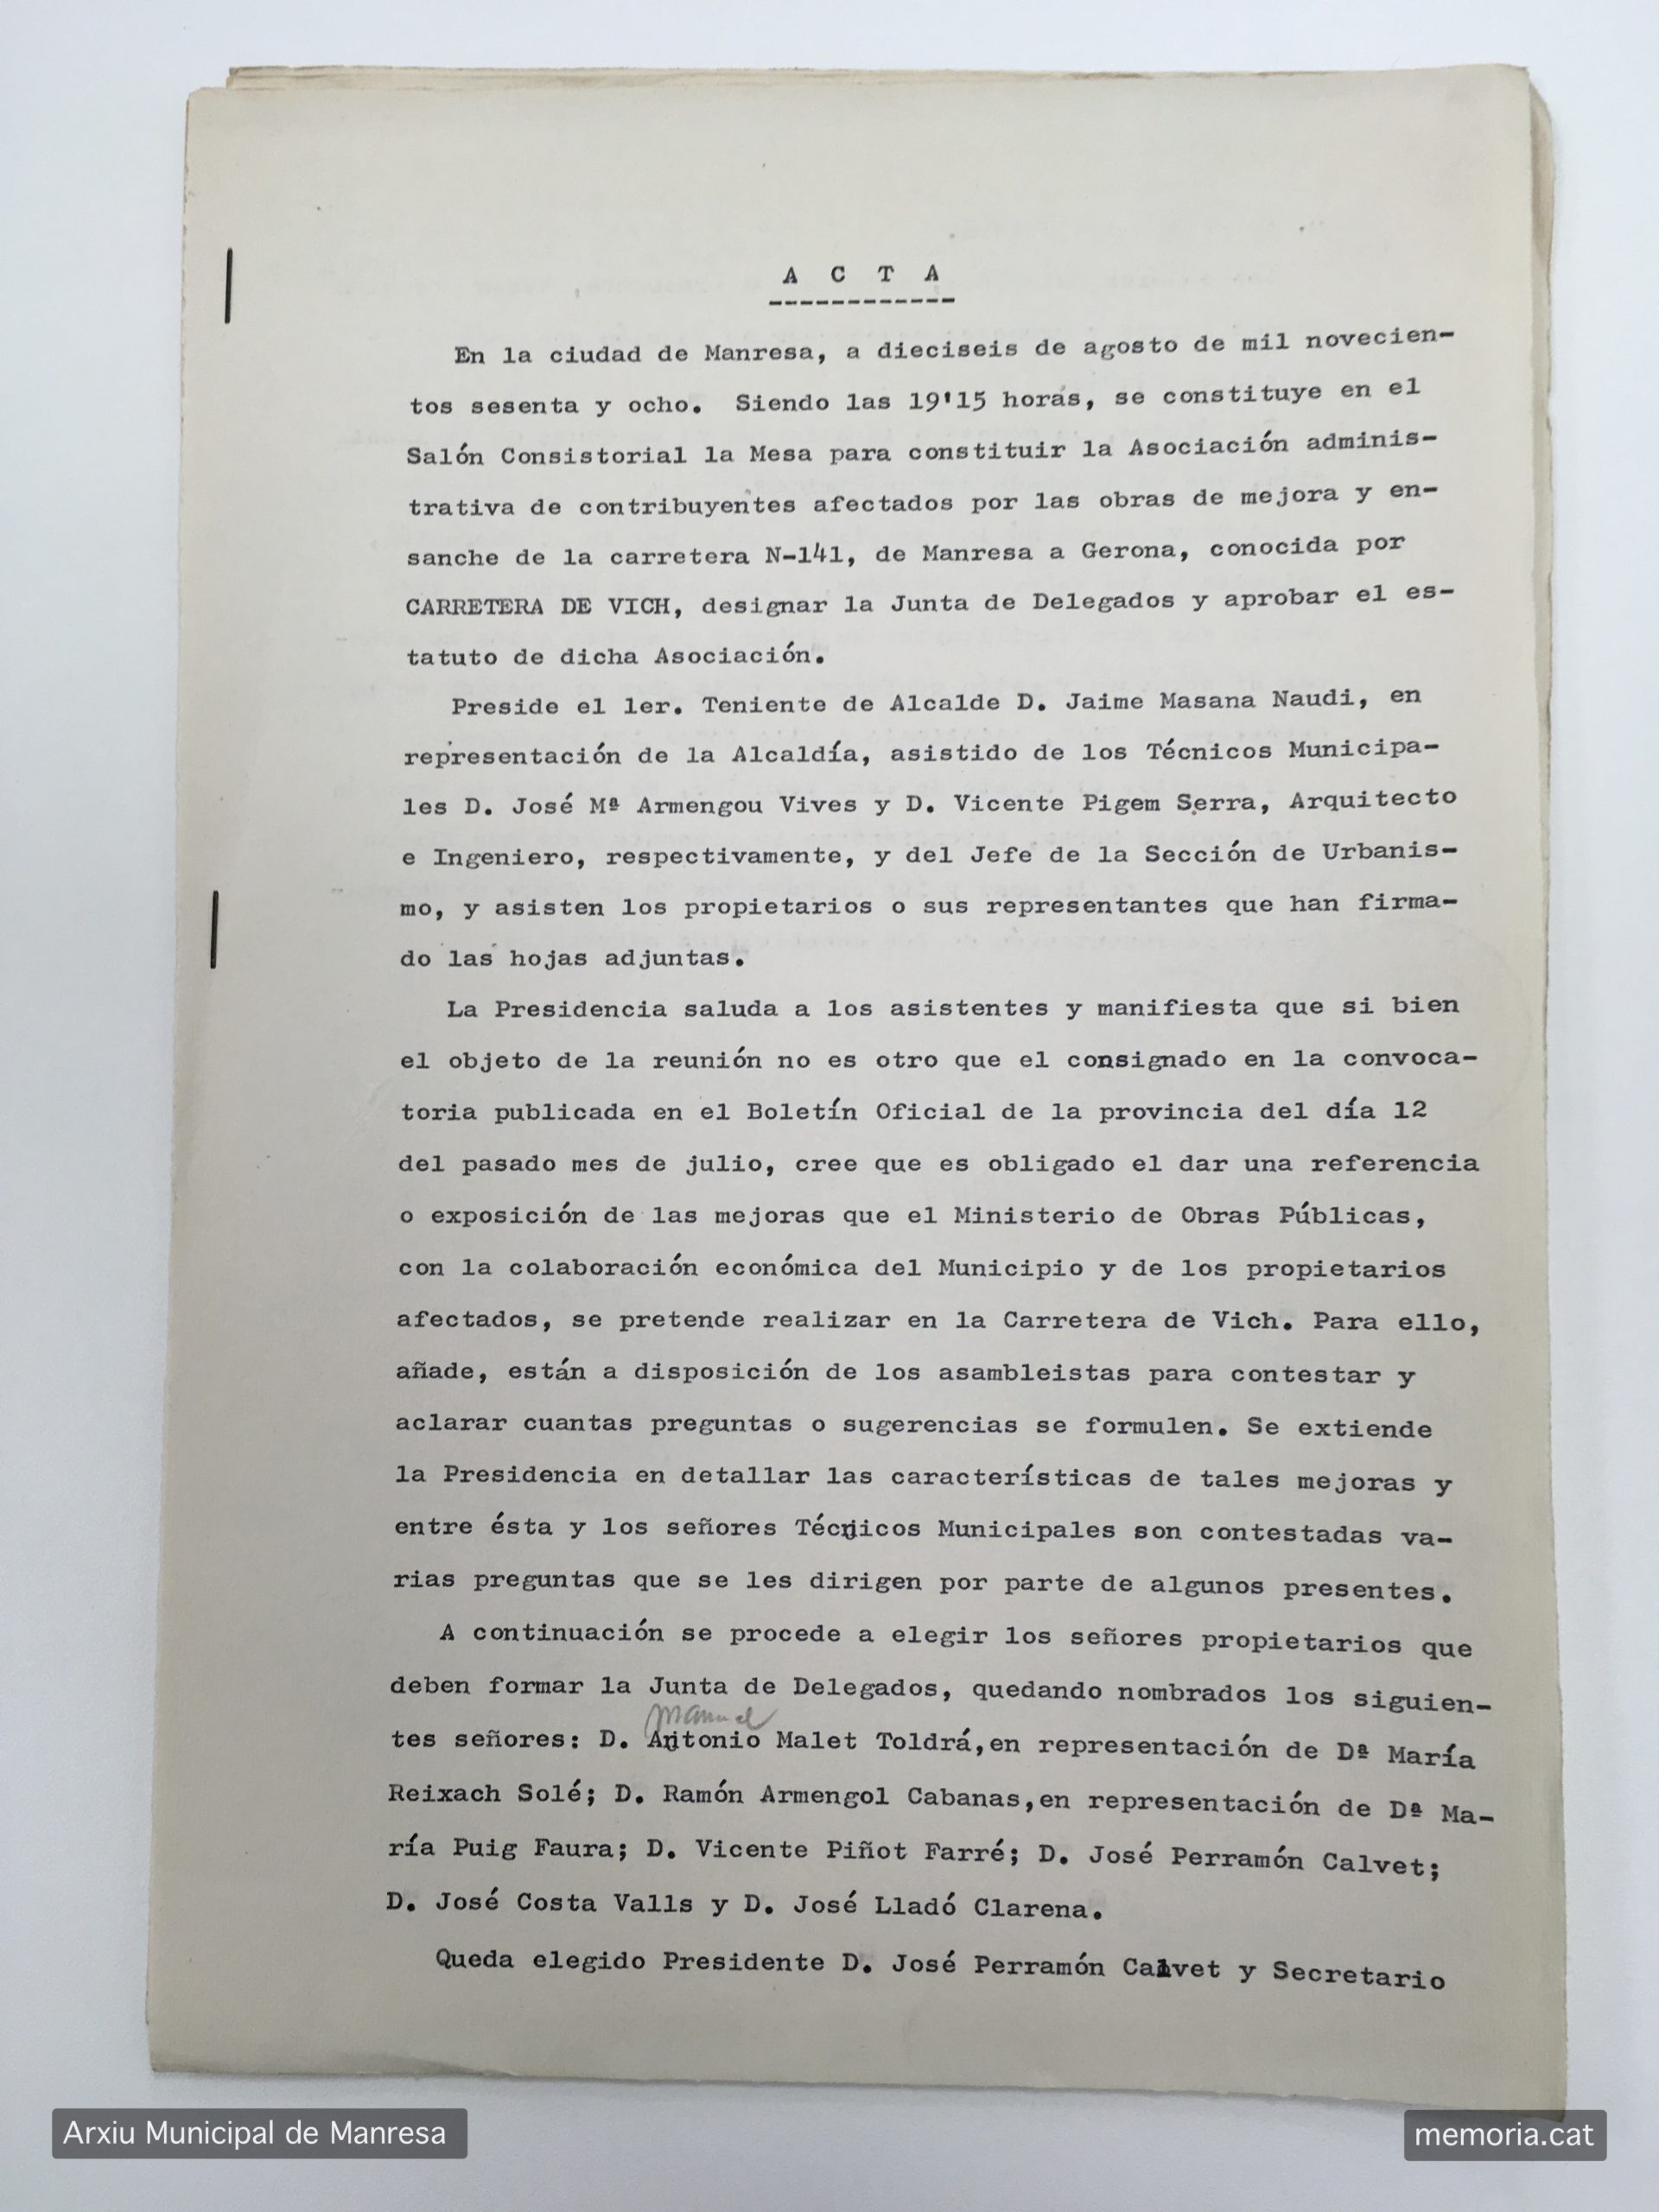 A C T A
------------
En la ciudad de Manresa, a dieciseis de agosto de mil novecien-
tos sesenta y ocho. Siendo las 19'15 horas, se constituye en el
Salón Consistorial la Mesa para constituir la Asociación adminis-
trativa de contribuyentes afectados por las obras de mejora y en-
sanche de la carretera N-141, de Manresa a Gerona, conocida por
CARRETERA DE VICH, designar la Junta de Delegados y aprobar el es-
tatuto de dicha Asociación.
Preside el 1er. Teniente de Alcalde D. Jaime Masana Naudi, en
representación de la Alcaldía, asistido de los Técnicos Municipa-
les D. José Mª Armengou Vives y D. Vicente Pigem Serra, Arquitecto
e Ingeniero, respectivamente, y del Jefe de la Sección de Urbanis-
mo, y asisten los propietarios o sus representantes que han firma-
do las hojas adjuntas.
La Presidencia saluda a los asistentes y manifiesta que si bien
el objeto de la reunión no es otro que el consignado en la convoca-
toria publicada en el Boletín Oficial de la provincia del día 12
del pasado mes de julio, cree que es obligado el dar una referencia
o exposición de las mejoras que el Ministerio de Obras Públicas,
con la colaboración económica del Municipio y de los propietarios
afectados, se pretende realizar en la Carretera de Vich. Para ello,
añade, están a disposición de los asambleistas para contestar y
aclarar cuantas preguntas o sugerencias se formulen. Se extiende
la Presidencia en detallar las características de tales mejoras y
entre ésta y los señores Técnicos Municipales son contestadas va-
rias preguntas que se les dirigen por parte de algunos presentes.
A continuación se procede a elegir los señores propietarios que
deben formar la Junta de Delegados, quedando nombrados los siguien-
Manuel
tes señores: D. Antonio Malet Toldrá,en representación de Dª María
Reixach Solé; D. Ramón Armengol Cabanas,en representación de Dª Ma-
ría Puig Faura; D. Vicente Piñot Farré; D. José Perramón Calvet;
D. José Costa Valls y D. José Lladó Clarena.
Queda elegido Presidente D. José Perramón Calvet y Secretario
Arxiu Municipal de Manresa
memoria.cat